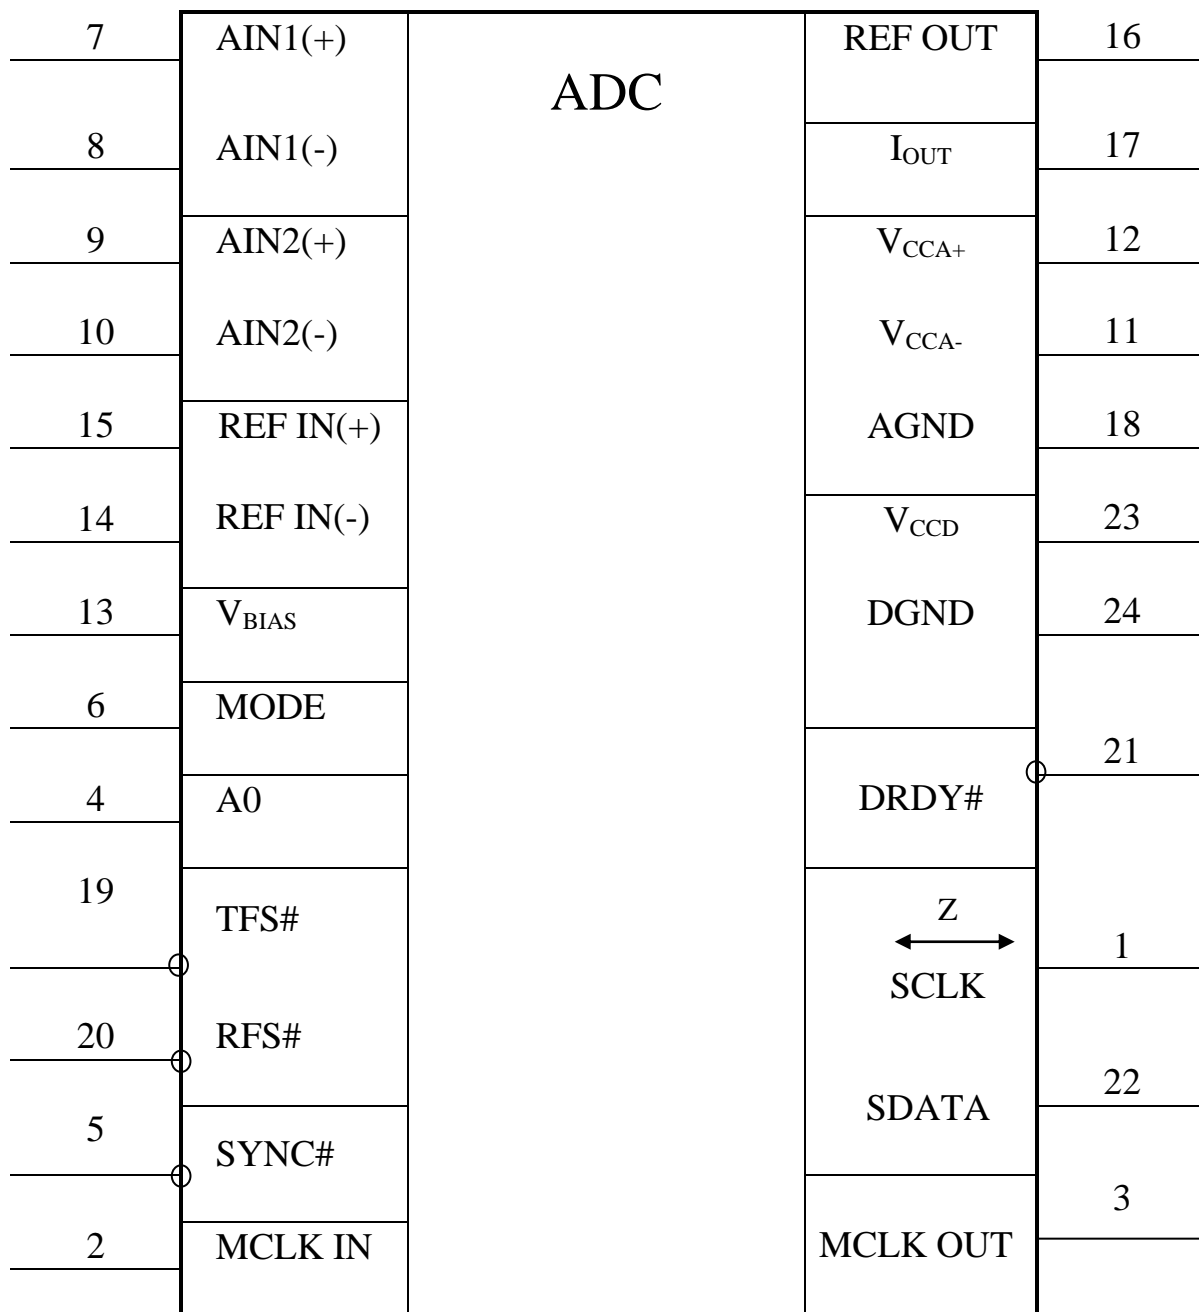 7 AIN1(+) ADC REF OUT 16
8 AIN1(-) IOUT 17
9 AIN2(+) VCCA+ 12
10 AIN2(-) VCCA- 11
15 REF IN(+) AGND 18
14 REF IN(-) VCCD 23
13 VBIAS DGND 24
6 MODE 21
4 A0 DRDY#
19 TFS# Z 1
SCLK
20 RFS# 22
SDATA
5 SYNC# 3
2 MCLK IN MCLK OUT